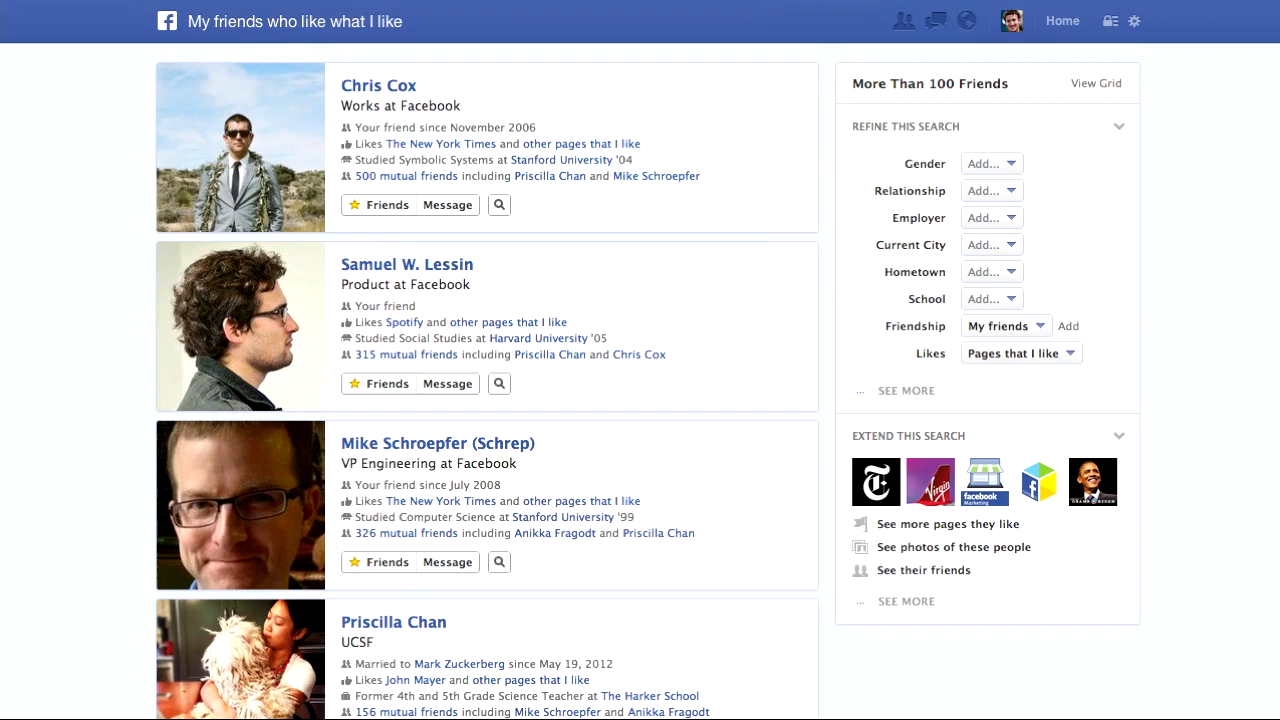 My friends who like what I like
Home
Chris Cox
Works at Facebook
Your friend since November 2006
Likes The New York Times and other pages that I like
Studied Symbolic Systems at Stanford University '04
500 mutual friends including Priscilla Chan and Mike Schroepfer
Friends Message
Samuel W. Lessin
Product at Facebook
Your friend
Likes Spotify and other pages that I like
Studied Social Studies at Harvard University '05
315 mutual friends including Priscilla Chan and Chris Cox
Friends Message
Mike Schroepfer (Schrep)
VP Engineering at Facebook
Your friend since July 2008
Likes The New York Times and other pages that I like
Studied Computer Science at Stanford University '99
326 mutual friends including Anikka Fragodt and Priscilla Chan
Friends Message
Priscilla Chan
UCSF
Married to Mark Zuckerberg since May 19, 2012
Likes John Mayer and other pages that I like
Former 4th and 5th Grade Science Teacher at The Harker School
156 mutual friends including Mike Schroepfer and Anikka Fragodt
More Than 100 Friends View Grid
REFINE THIS SEARCH
Gender Add...
Relationship Add...
Employer Add...
Current City Add...
Hometown Add...
School Add...
Friendship My friends Add
Likes Pages that I like
... SEE MORE
EXTEND THIS SEARCH
Virgin
facebook
Marketing
OBAMA BIDEN
See more pages they like
See photos of these people
See their friends
... SEE MORE